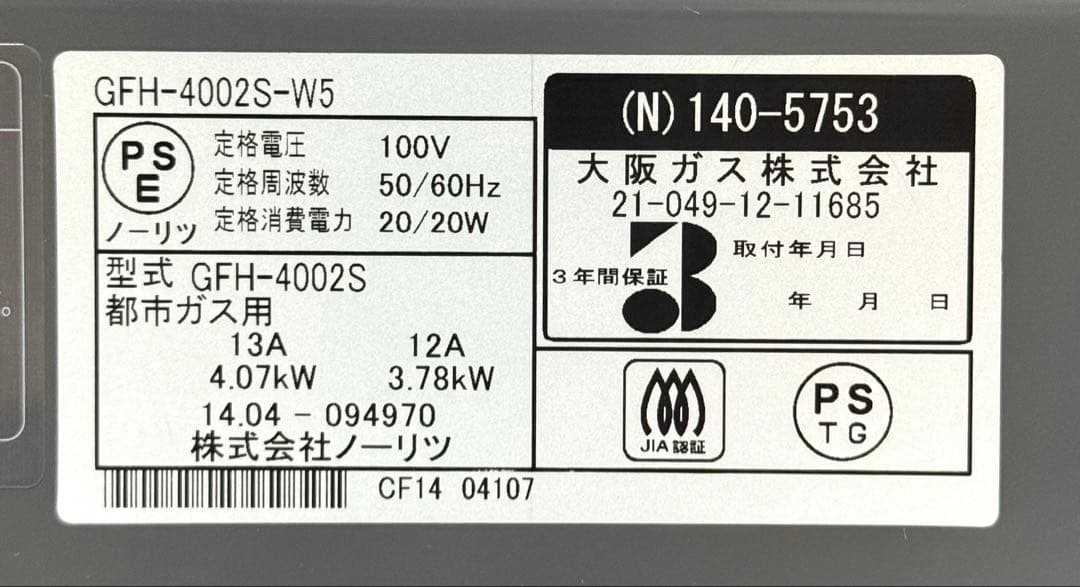 GFH-4002S-W5
PS
E
ノーリツ
定格電圧 100V
定格周波数 50/60Hz
定格消費電力 20/20W
型式 GFH-4002S
都市ガス用
13A 12A
4.07kW 3.78kW
14.04 - 094970
株式会社ノーリツ
CF14 04107
(N) 140-5753
大阪ガス株式会社
21-049-12-11685
取付年月日
3年間保証
年 月 日
JIA認証
PS
TG